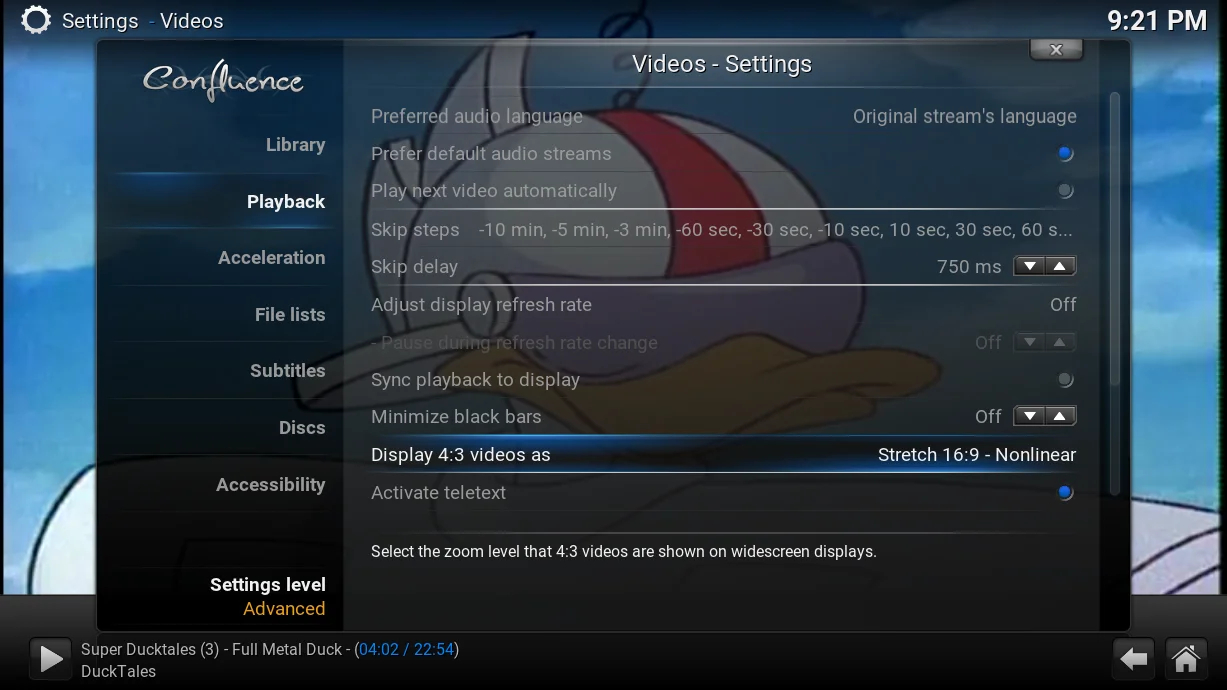 Settings - Videos
9:21 PM
Confluence
Videos - Settings
Library
Playback
Acceleration
File lists
Subtitles
Discs
Accessibility
Settings level
Advanced
Preferred audio language Original stream's language
Prefer default audio streams
Play next video automatically
Skip steps -10 min, -5 min, -3 min, -60 sec, -30 sec, -10 sec, 10 sec, 30 sec, 60 s...
Skip delay 750 ms
Adjust display refresh rate Off
- Pause during refresh rate change Off
Sync playback to display
Minimize black bars Off
Display 4:3 videos as Stretch 16:9 - Nonlinear
Activate teletext
Select the zoom level that 4:3 videos are shown on widescreen displays.
Super Ducktales (3) - Full Metal Duck - (04:02 / 22:54)
DuckTales